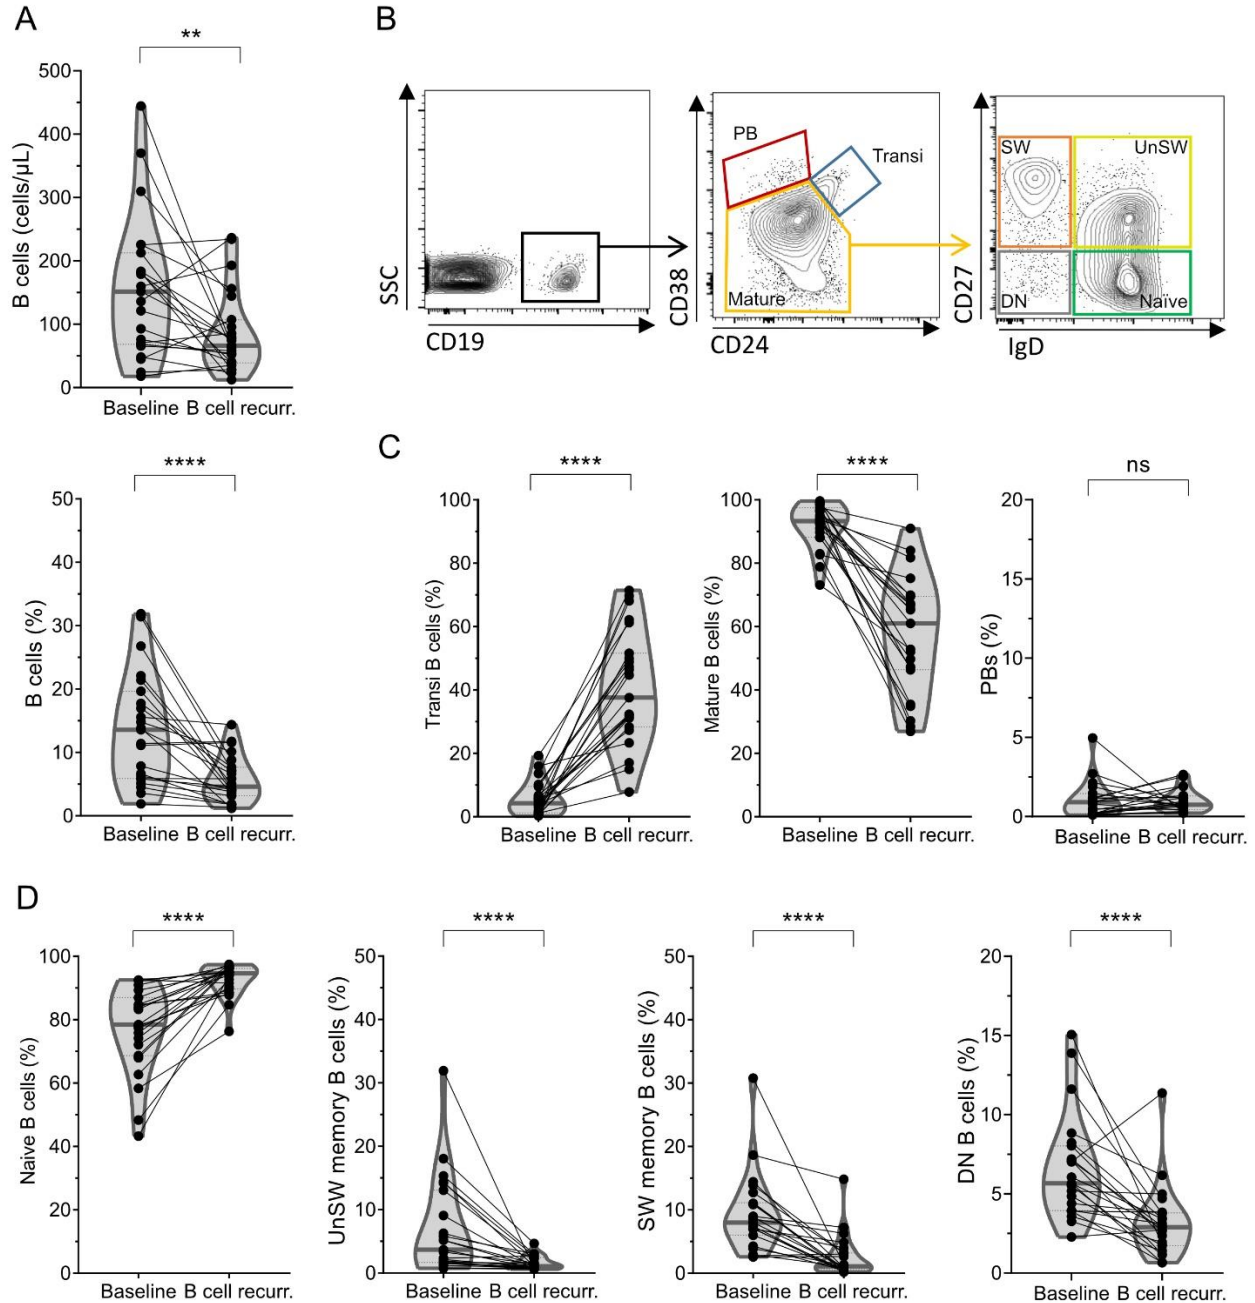 A
**
500
400
300
200
100
0
B cells (cells/µL)
Baseline B cell recurr.
B
SSC
CD19
PB
Transi
Mature
CD38
CD24
SW
UnSW
DN
Naïve
CD27
IgD
****
50
40
30
20
10
0
B cells (%)
Baseline B cell recurr.
C
****
100
80
60
40
20
0
Transi B cells (%)
Baseline B cell recurr.
****
100
80
60
40
20
0
Mature B cells (%)
Baseline B cell recurr.
ns
20
15
10
5
0
PBs (%)
Baseline B cell recurr.
D
****
100
80
60
40
20
0
Naive B cells (%)
Baseline B cell recurr.
****
50
40
30
20
10
0
UnSW memory B cells (%)
Baseline B cell recurr.
****
50
40
30
20
10
0
SW memory B cells (%)
Baseline B cell recurr.
****
20
15
10
5
0
DN B cells (%)
Baseline B cell recurr.